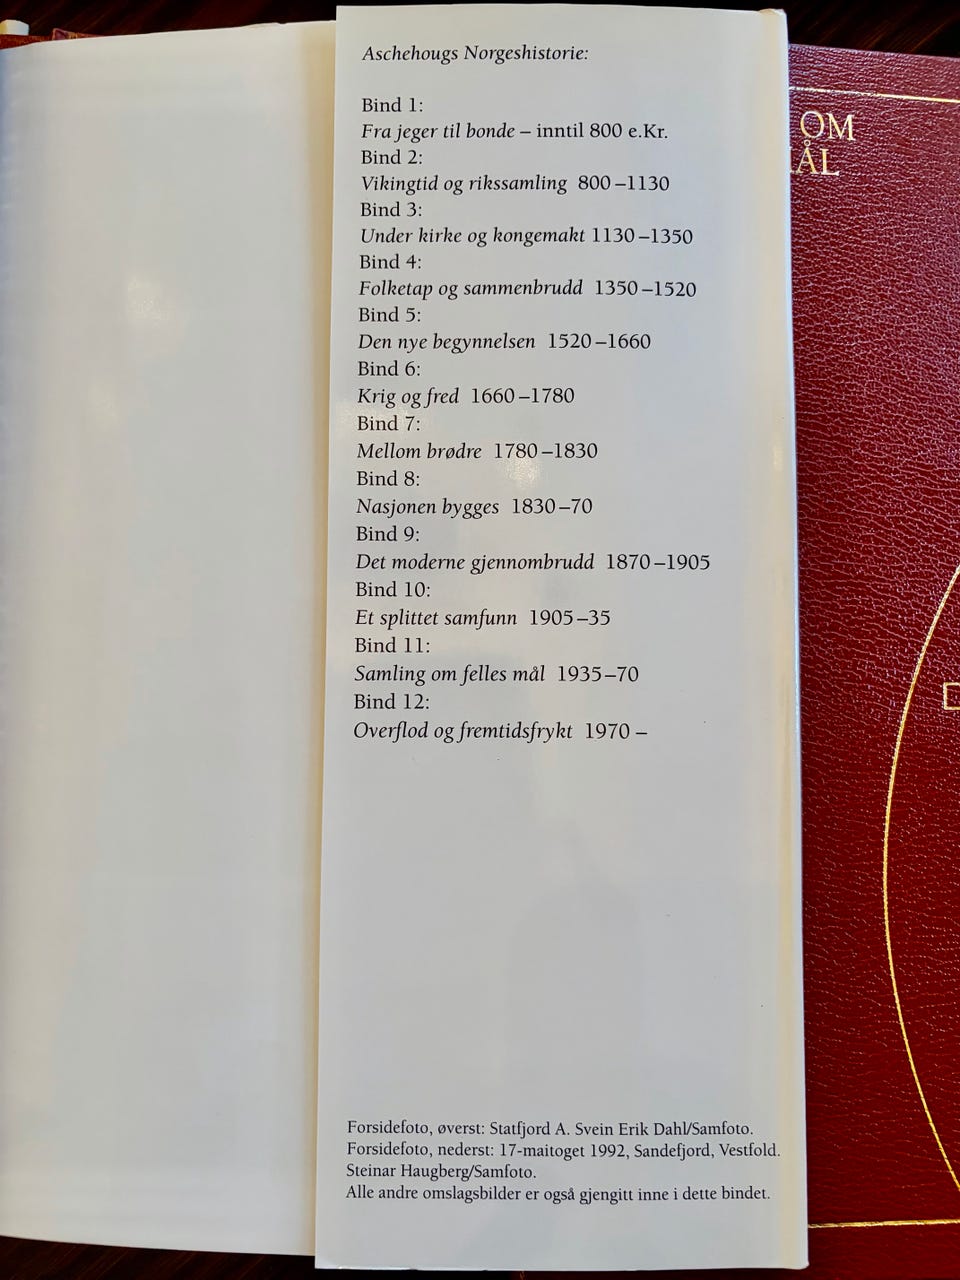 Aschehougs Norgeshistorie:
Bind 1:
Fra jeger til bonde – inntil 800 e.Kr.
Bind 2:
Vikingtid og rikssamling 800–1130
Bind 3:
Under kirke og kongemakt 1130–1350
Bind 4:
Folketap og sammenbrudd 1350–1520
Bind 5:
Den nye begynnelsen 1520–1660
Bind 6:
Krig og fred 1660–1780
Bind 7:
Mellom brødre 1780–1830
Bind 8:
Nasjonen bygges 1830–70
Bind 9:
Det moderne gjennombrudd 1870–1905
Bind 10:
Et splittet samfunn 1905–35
Bind 11:
Samling om felles mål 1935–70
Bind 12:
Overflod og fremtidsfrykt 1970 –
Forsidefoto, øverst: Statfjord A. Svein Erik Dahl/Samfoto.
Forsidefoto, nederst: 17-maitoget 1992, Sandefjord, Vestfold.
Steinar Haugberg/Samfoto.
Alle andre omslagsbilder er også gjengitt inne i dette bindet.
OM
ÅL